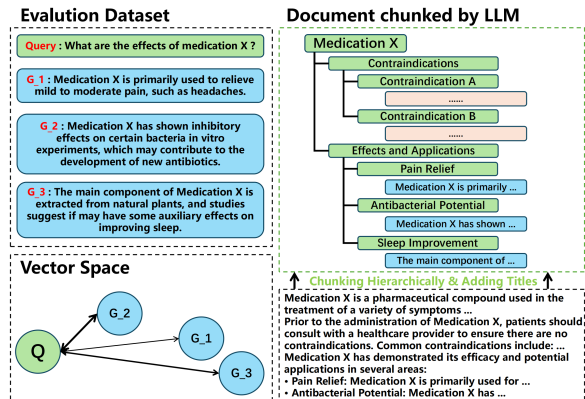 Evalution Dataset
Query : What are the effects of medication X ?
G_1 : Medication X is primarily used to relieve
mild to moderate pain, such as headaches.
G_2 : Medication X has shown inhibitory
effects on certain bacteria in vitro
experiments, which may contribute to
the development of new antibiotics.
G_3 : The main component of Medication X is
extracted from natural plants, and studies
suggest if may have some auxiliary effects on
improving sleep.
Vector Space
G_2
Q
G_1
G_3
Document chunked by LLM
Medication X
Contraindications
Contraindication A
......
Contraindication B
......
Effects and Applications
Pain Relief
Medication X is primarily ...
Antibacterial Potential
Medication X has shown ...
Sleep Improvement
The main component of ...
Chunking Hierarchically & Adding Titles
Medication X is a pharmaceutical compound used in the
treatment of a variety of symptoms ...
Prior to the administration of Medication X, patients should
consult with a healthcare provider to ensure there are no
contraindications. Common contraindications include: ...
Medication X has demonstrated its efficacy and potential
applications in several areas:
• Pain Relief: Medication X is primarily used for ...
• Antibacterial Potential: Medication X has ...